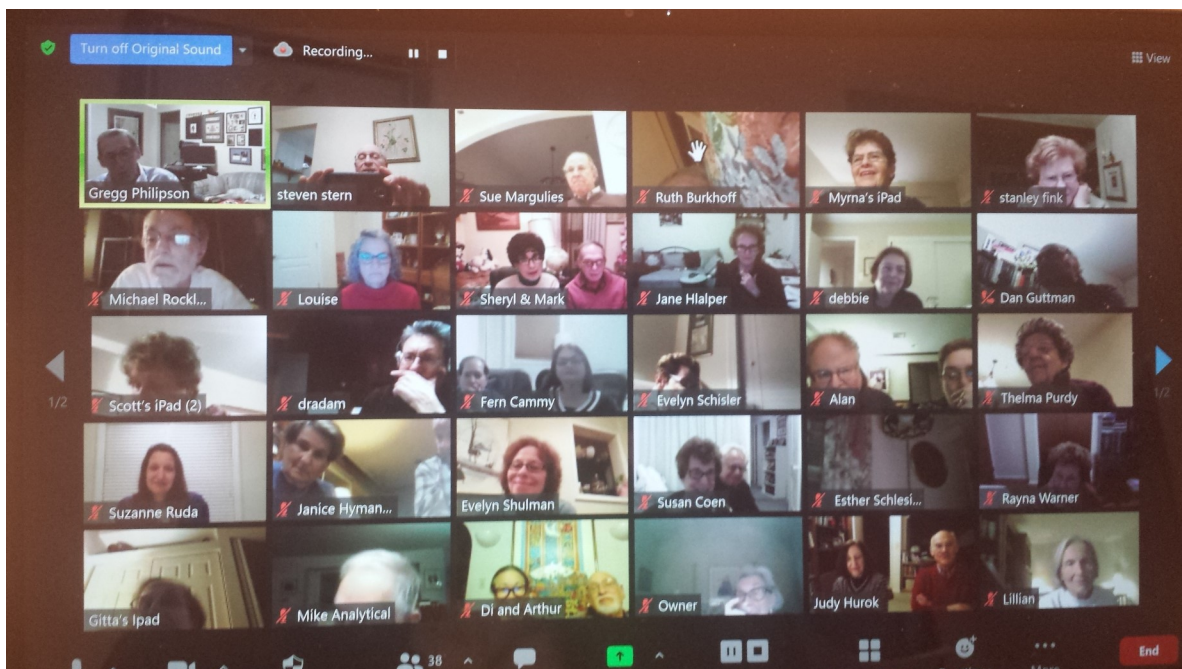 Turn off Original Sound
Recording...
View
Gregg Philipson
steven stern
Sue Margulies
Ruth Burkhoff
Myrna's iPad
stanley fink
Michael Rockl...
Louise
Sheryl & Mark
Jane Hlalper
debbie
Dan Guttman
Scott's iPad (2)
dradam
Fern Cammy
Evelyn Schisler
Alan
Thelma Purdy
1/2
1/2
Suzanne Ruda
Janice Hyman...
Evelyn Shulman
Susan Coen
Esther Schlesi...
Rayna Warner
Gitta's Ipad
Mike Analytical
Di and Arthur
Owner
Judy Hurok
Lillian
38
End